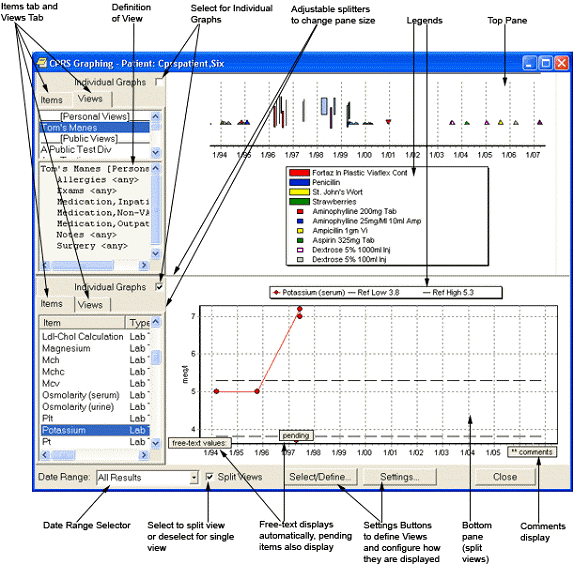 Items tab and
Views Tab
Definition
of View
Select for Individual
Graphs
Adjustable splitters
to change pane size
Legends
Top Pane
CPRS Graphing - Patient: Cprspatient,Six
Individual Graphs
Items
Views
[Personal Views]
Tom's Manes
[Public Views]
A Public Test Div
Tom's Manes [Persona
Allergies <any>
Exams <any>
Medication,Inpati
Medication,Non-VA
Medication,Outpat
Notes <any>
Surgery <any>
1/94 1/95 1/96 1/97 1/98 1/99 1/00 1/01 1/02 1/03 1/04 1/05 1/06 1/07
Fortaz In Plastic Viaflex Cont
Penicillin
St. John's Wort
Strawberries
Aminophylline 200mg Tab
Aminophylline 25mg/Ml 10ml Amp
Ampicillin 1gm Vi
Aspirin 325mg Tab
Dextrose 5% 1000ml Inj
Dextrose 5% 100ml Inj
Individual Graphs
Items
Views
Item Type
Ldl-Chol Calculation Lab T
Magnesium Lab T
Mch Lab T
Mchc Lab T
Mcv Lab T
Osmolarity (serum) Lab T
Osmolarity (urine) Lab T
Plt Lab T
Potassium Lab T
Pt Lab T
Potassium (serum) Ref Low 3.8 Ref High 5.3
7
6
5
4
meq/l
free-text values:
pending
** comments
1/94 1/95 1/96 1/97 1/98 1/99 1/00 1/01 1/02 1/03 1/04 1/05
Date Range:
All Results
Split Views
Select/Define...
Settings...
Close
Date Range Selector
Select to split view
or deselect for single
view
Free-text displays
automatically, pending
items also display
Settings Buttons
to define Views
and configure how
they are displayed
Bottom
pane
(split
views)
Comments
display